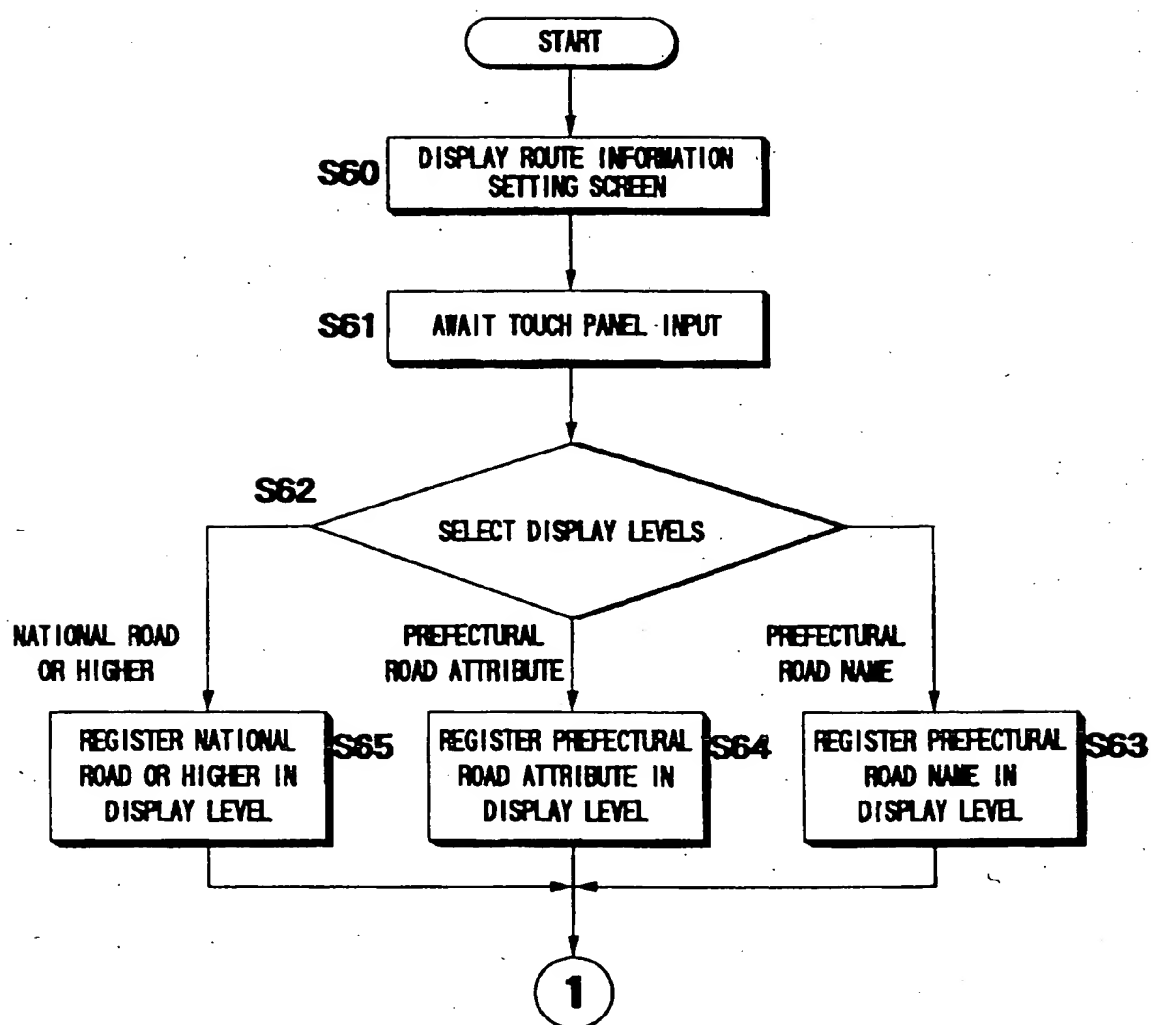 START
S60
DISPLAY ROUTE INFORMATION
SETTING SCREEN
S61
AWAIT TOUCH PANEL INPUT
S62
SELECT DISPLAY LEVELS
NATIONAL ROAD
OR HIGHER
PREFECTURAL
ROAD ATTRIBUTE
PREFECTURAL
ROAD NAME
REGISTER NATIONAL
ROAD OR HIGHER IN
DISPLAY LEVEL
S65
REGISTER PREFECTURAL
ROAD ATTRIBUTE IN
DISPLAY LEVEL
S64
REGISTER PREFECTURAL
ROAD NAME IN
DISPLAY LEVEL
S63
1